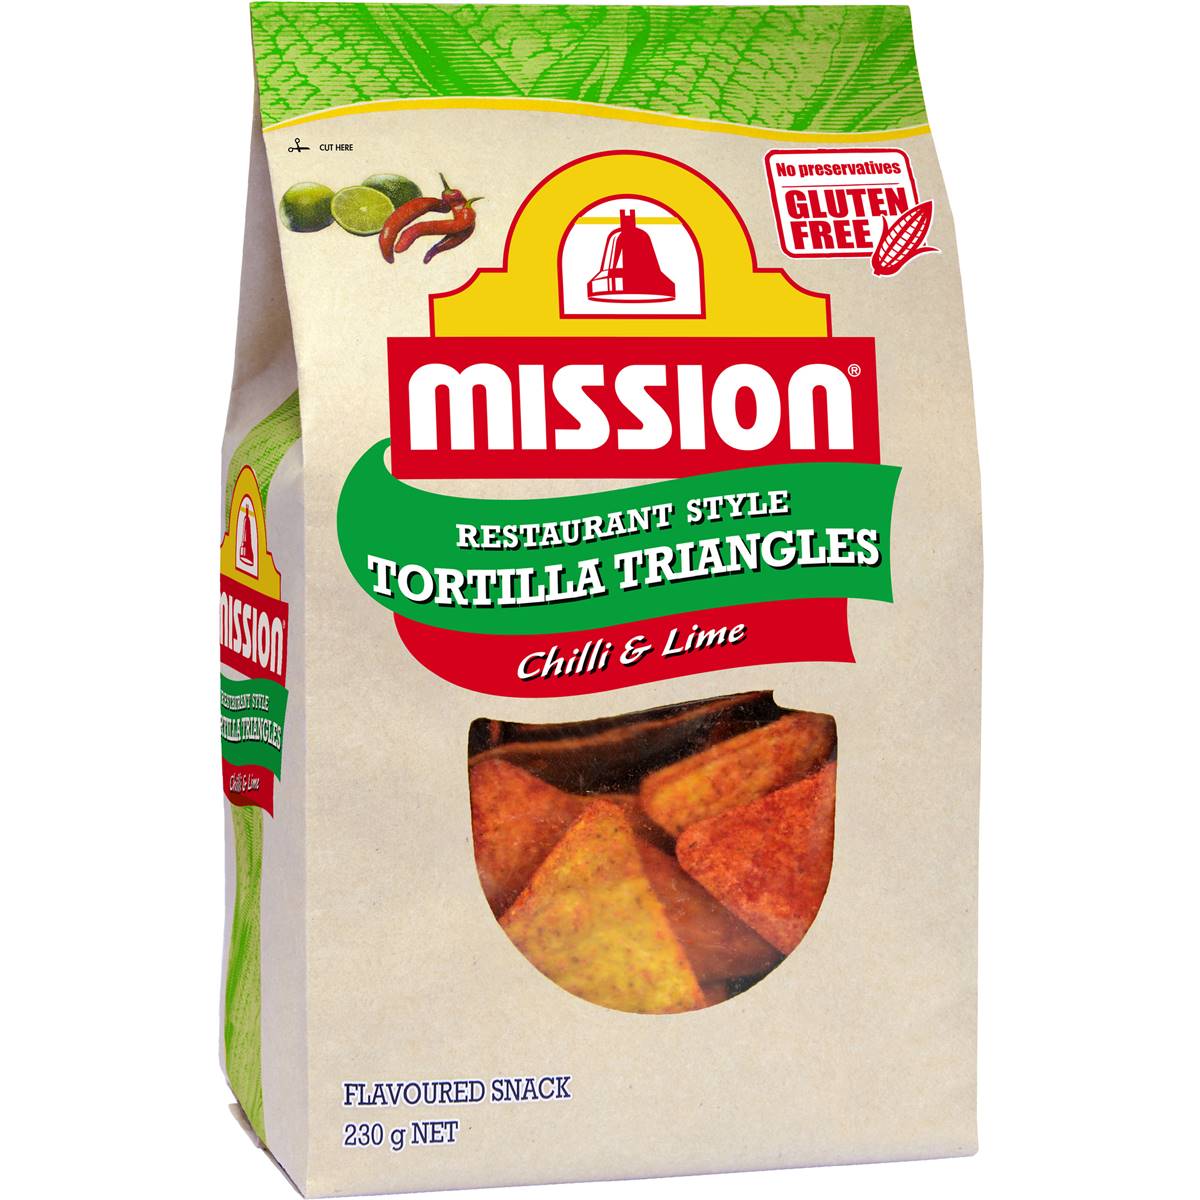 CUT HERE
No preservatives
GLUTEN
FREE
MISSION®
RESTAURANT STYLE
TORTILLA TRIANGLES
Chilli & Lime
FLAVOURED SNACK
230 g NET
MISSION
RESTAURANT STYLE
TORTILLA TRIANGLES
Chilli & Lime